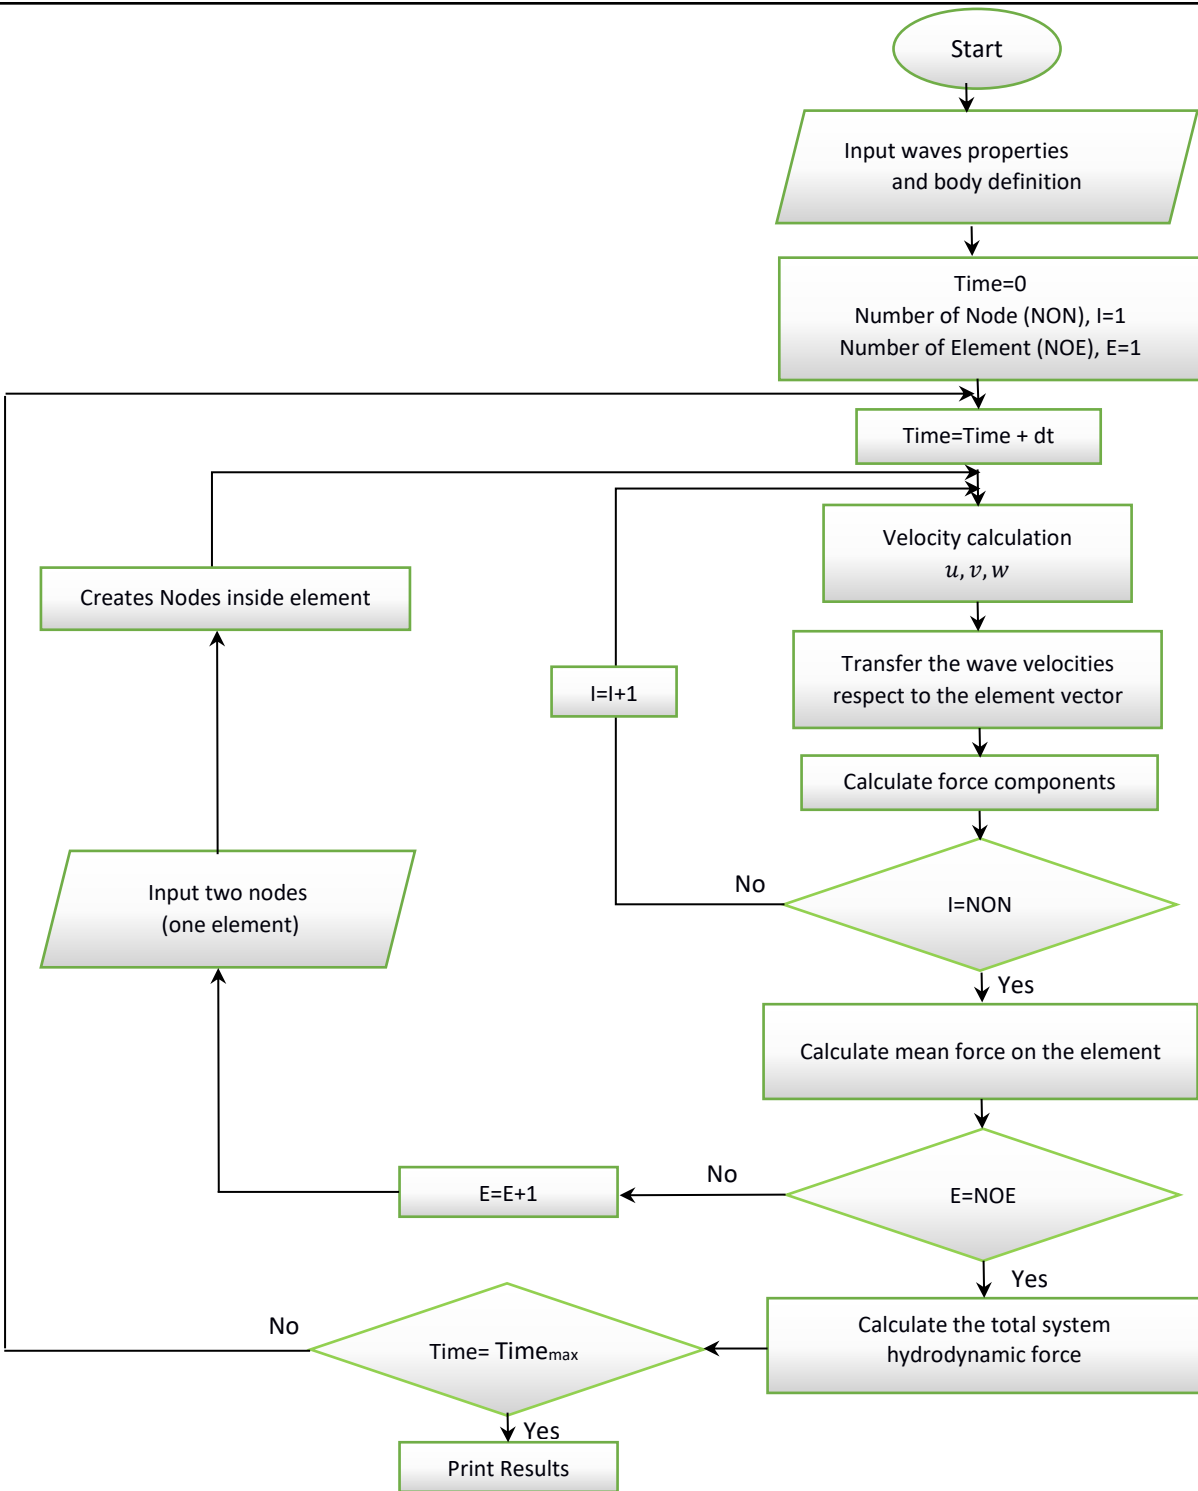 Start
Input waves properties
and body definition
Time=0
Number of Node (NON), I=1
Number of Element (NOE), E=1
Time=Time + dt
Velocity calculation
u, v, w
Creates Nodes inside element
Transfer the wave velocities
respect to the element vector
I=I+1
Calculate force components
Input two nodes
(one element)
No
I=NON
Yes
Calculate mean force on the element
No
E=E+1
E=NOE
Yes
Calculate the total system
hydrodynamic force
No
Time= Timemax
Yes
Print Results